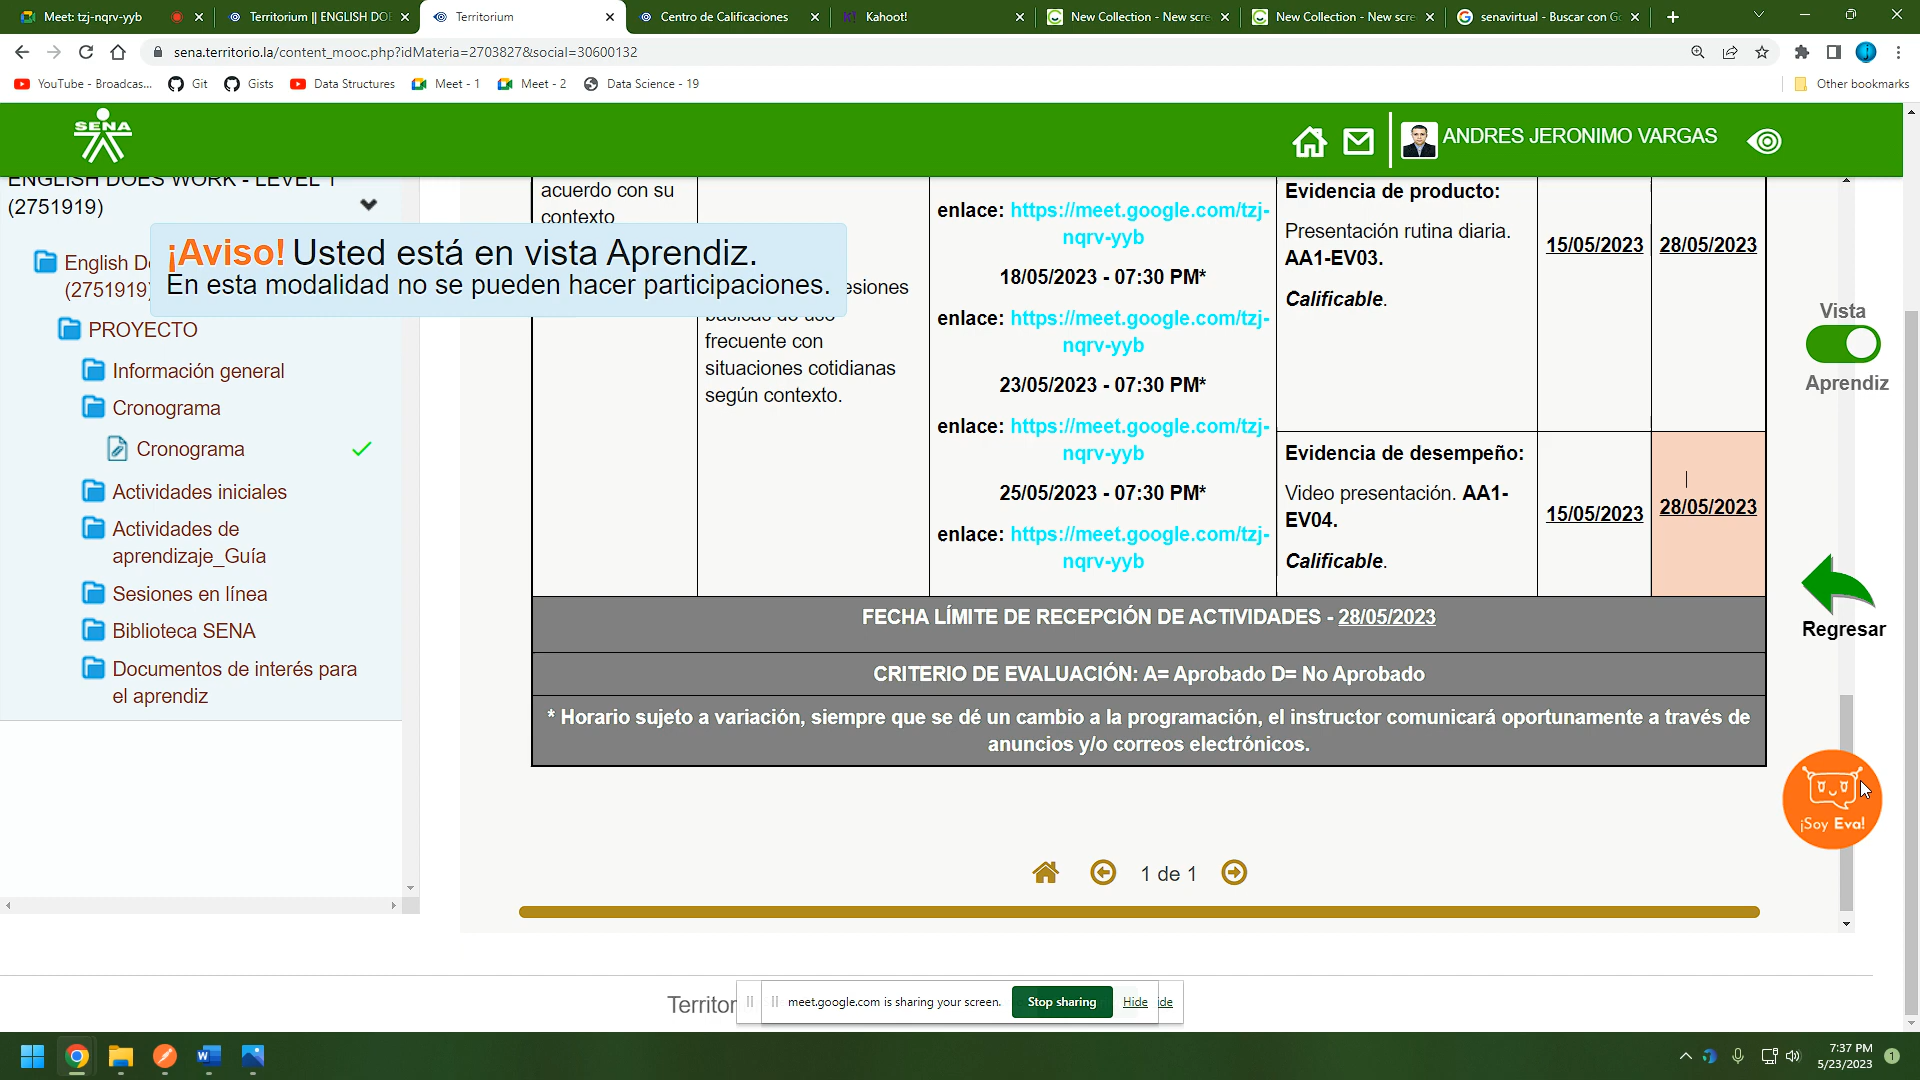 Meet: tzj-nqrv-yyb
Territorium || ENGLISH DO
Territorium
Centro de Calificaciones
Kahoot!
New Collection - New scre
New Collection - New scre
senavirtual - Buscar con Go
sena.territorio.la/content_mooc.php?idMateria=2703827&social=30600132
YouTube - Broadcas...
Git
Gists
Data Structures
Meet - 1
Meet - 2
Data Science - 19
Other bookmarks
SENA
ANDRES JERONIMO VARGAS
ENGLISH DOES WORK - LEVEL 1
(2751919)
¡Aviso! Usted está en vista Aprendiz.
En esta modalidad no se pueden hacer participaciones.
English Do
(2751919)
PROYECTO
Información general
Cronograma
Cronograma
Actividades iniciales
Actividades de
aprendizaje_Guía
Sesiones en línea
Biblioteca SENA
Documentos de interés para
el aprendiz
acuerdo con su
contexto
esiones
básicas de uso
frecuente con
situaciones cotidianas
según contexto.
enlace: https://meet.google.com/tzj-
nqrv-yyb
18/05/2023 - 07:30 PM*
enlace: https://meet.google.com/tzj-
nqrv-yyb
23/05/2023 - 07:30 PM*
enlace: https://meet.google.com/tzj-
nqrv-yyb
25/05/2023 - 07:30 PM*
enlace: https://meet.google.com/tzj-
nqrv-yyb
Evidencia de producto:
Presentación rutina diaria.
AA1-EV03.
Calificable.
15/05/2023
28/05/2023
Evidencia de desempeño:
Video presentación. AA1-
EV04.
Calificable.
15/05/2023
28/05/2023
FECHA LÍMITE DE RECEPCIÓN DE ACTIVIDADES - 28/05/2023
CRITERIO DE EVALUACIÓN: A= Aprobado D= No Aprobado
* Horario sujeto a variación, siempre que se dé un cambio a la programación, el instructor comunicará oportunamente a través de
anuncios y/o correos electrónicos.
Vista
Aprendiz
Regresar
¡Soy Eva!
1 de 1
Territor
meet.google.com is sharing your screen.
Stop sharing
Hide
ide
7:37 PM
5/23/2023
1